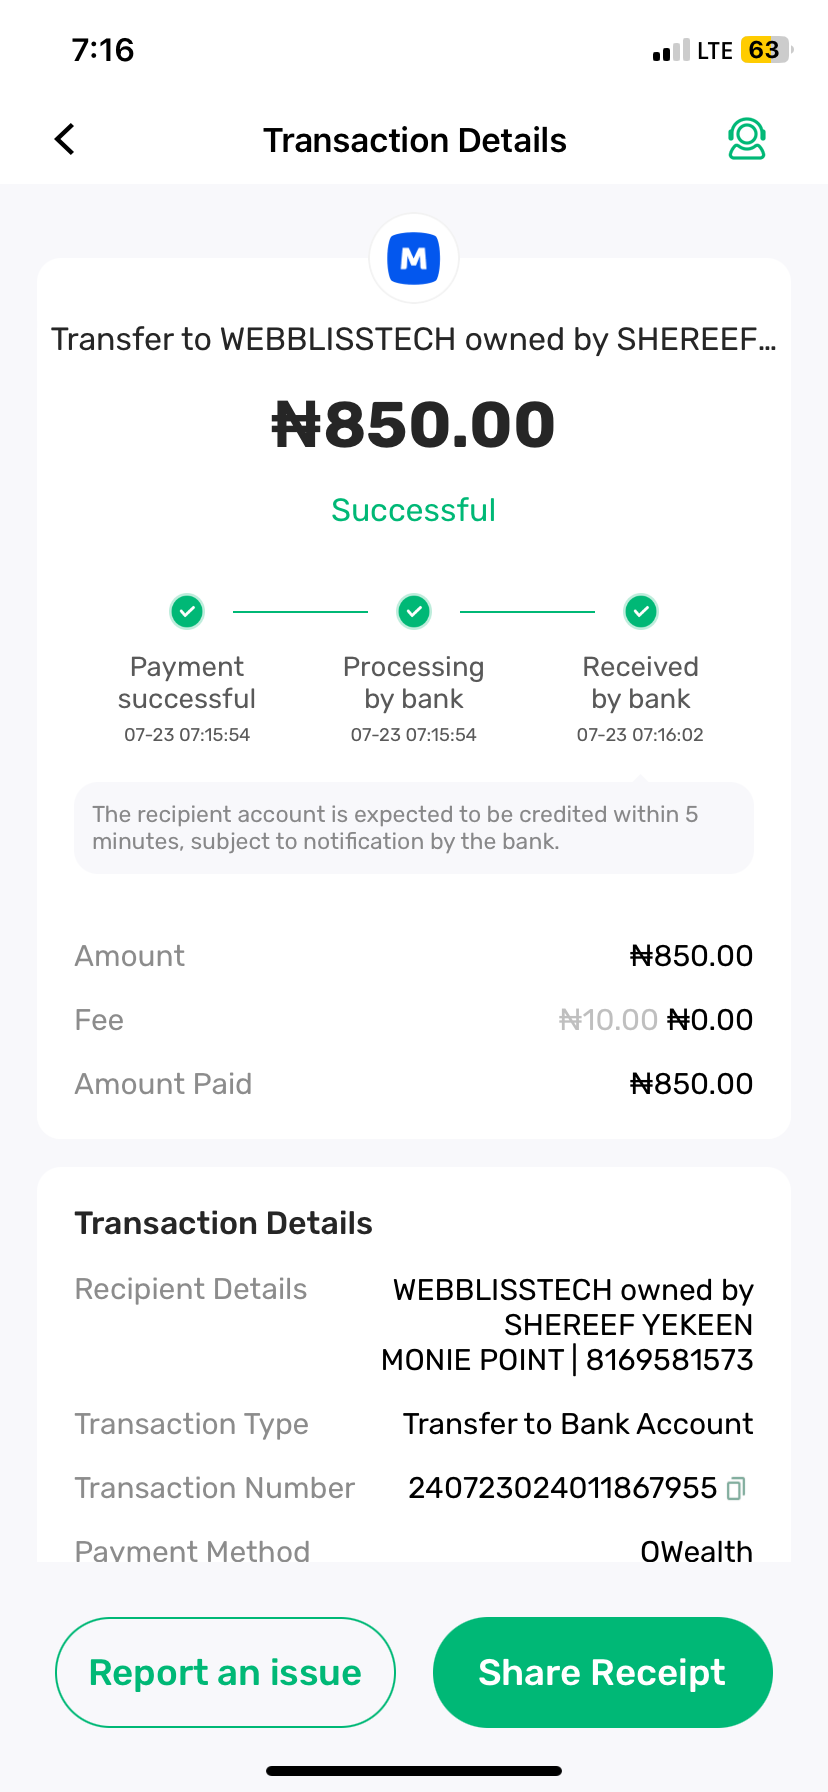 7:16
LTE 63
Transaction Details
M
Transfer to WEBBLISSTECH owned by SHEREEF...
₦850.00
Successful
Payment successful
07-23 07:15:54
Processing by bank
07-23 07:15:54
Received by bank
07-23 07:16:02
The recipient account is expected to be credited within 5
minutes, subject to notification by the bank.
Amount ₦850.00
Fee ₦10.00 ₦0.00
Amount Paid ₦850.00
Transaction Details
Recipient Details WEBBLISSTECH owned by
SHEREEF YEKEEN
MONIE POINT | 8169581573
Transaction Type Transfer to Bank Account
Transaction Number 240723024011867955
Payment Method OWealth
Report an issue Share Receipt